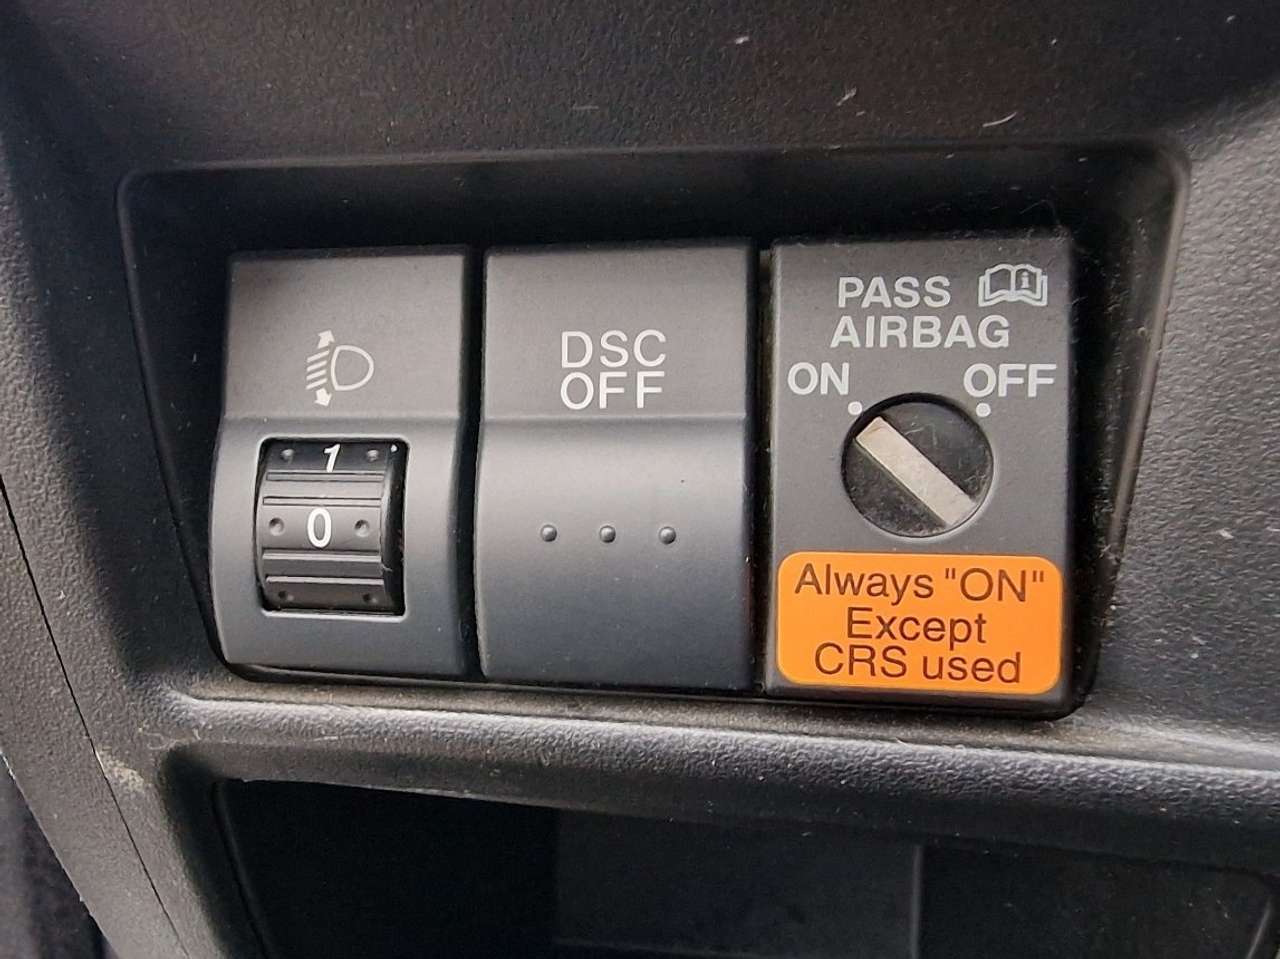 1
0
DSC
OFF
PASS
AIRBAG
ON OFF
Always "ON"
Except
CRS used